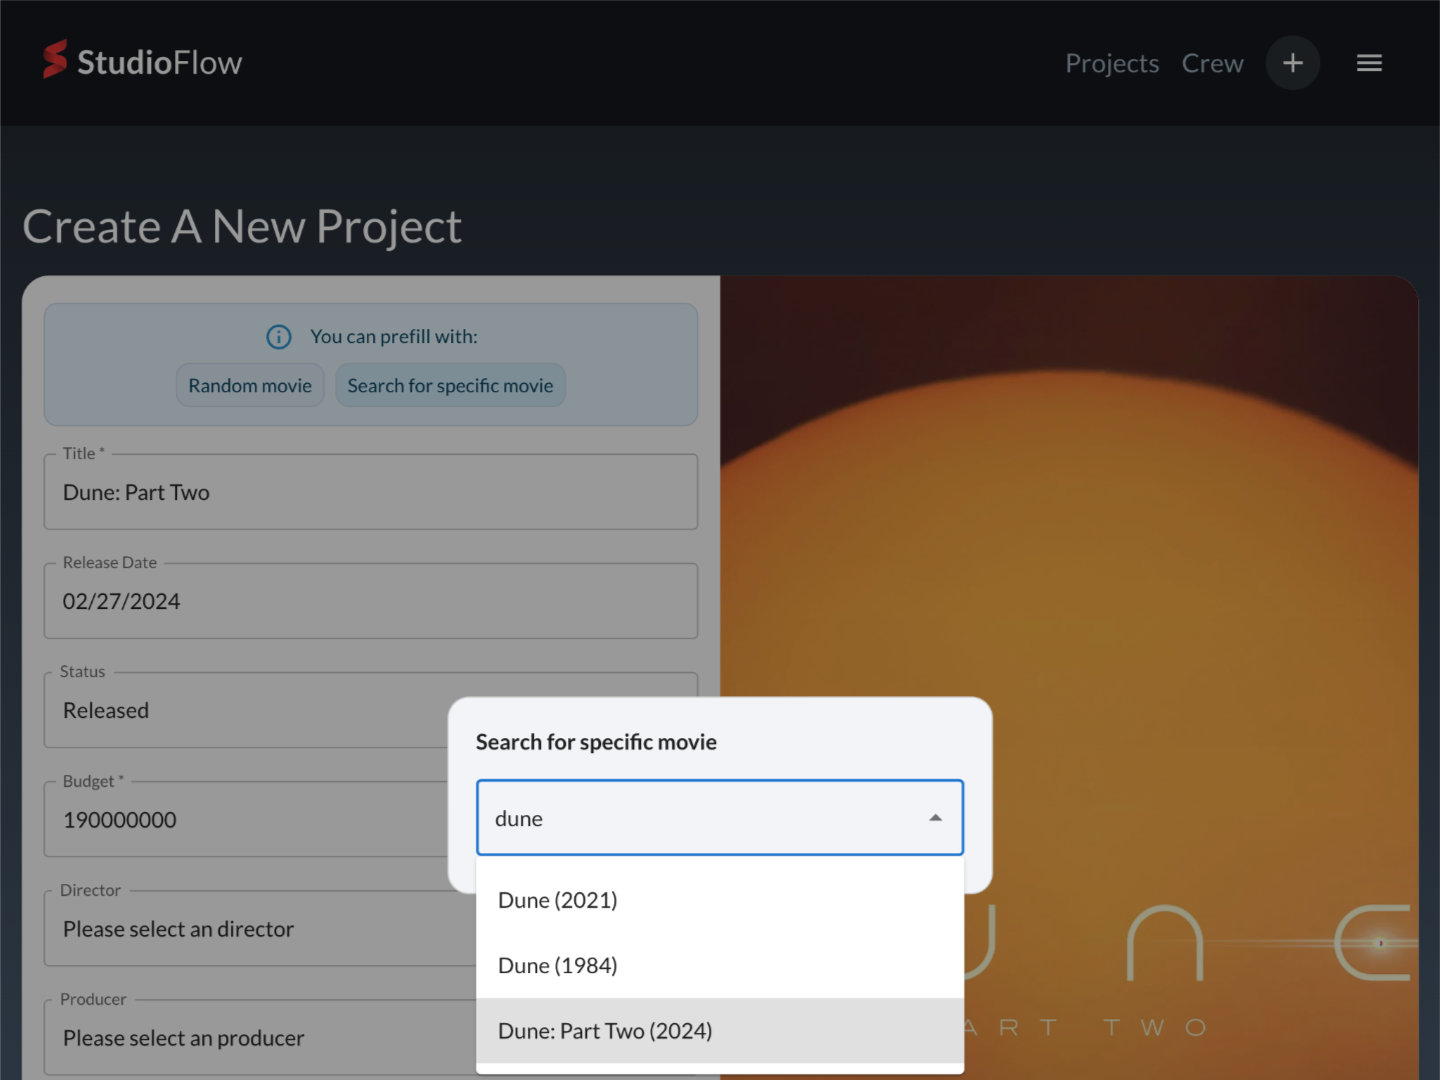 StudioFlow
Projects Crew
Create A New Project
You can prefill with:
Random movie Search for specific movie
Title *
Dune: Part Two
Release Date
02/27/2024
Status
Released
Budget *
190000000
Director
Please select an director
Producer
Please select an producer
Search for specific movie
dune
Dune (2021)
Dune (1984)
Dune: Part Two (2024)
U N E
ART TWO